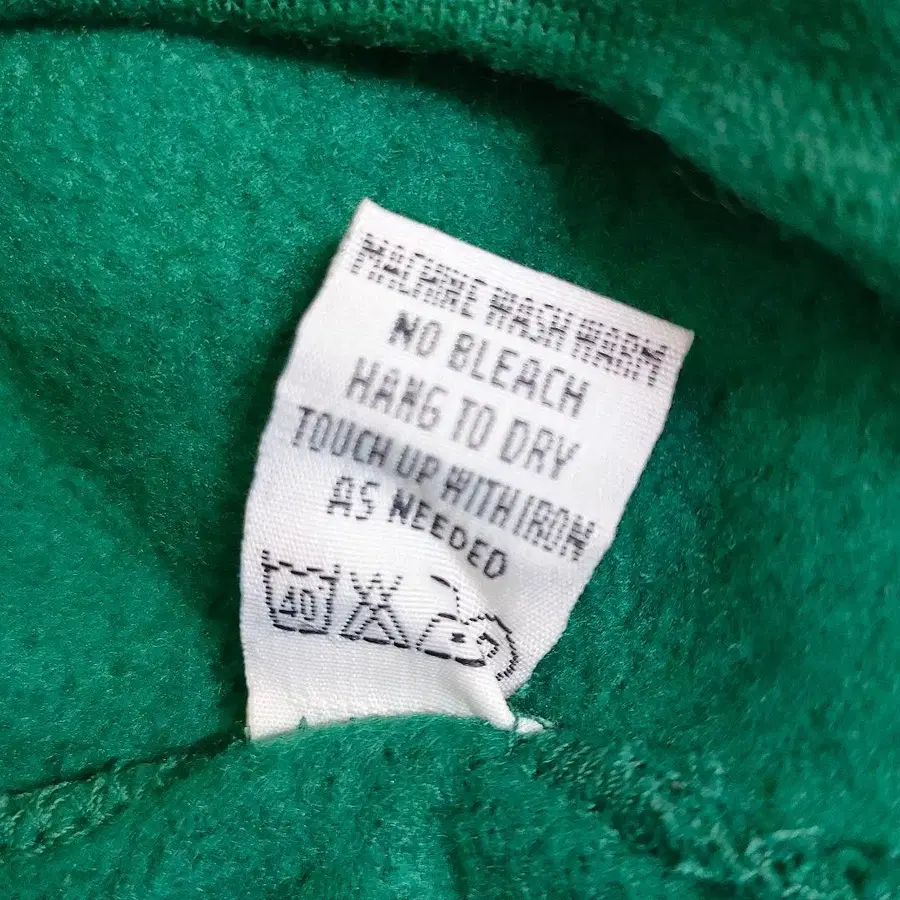 MACHINE WASH WARM
NO BLEACH
HANG TO DRY
TOUCH UP WITH IRON
AS NEEDED
40